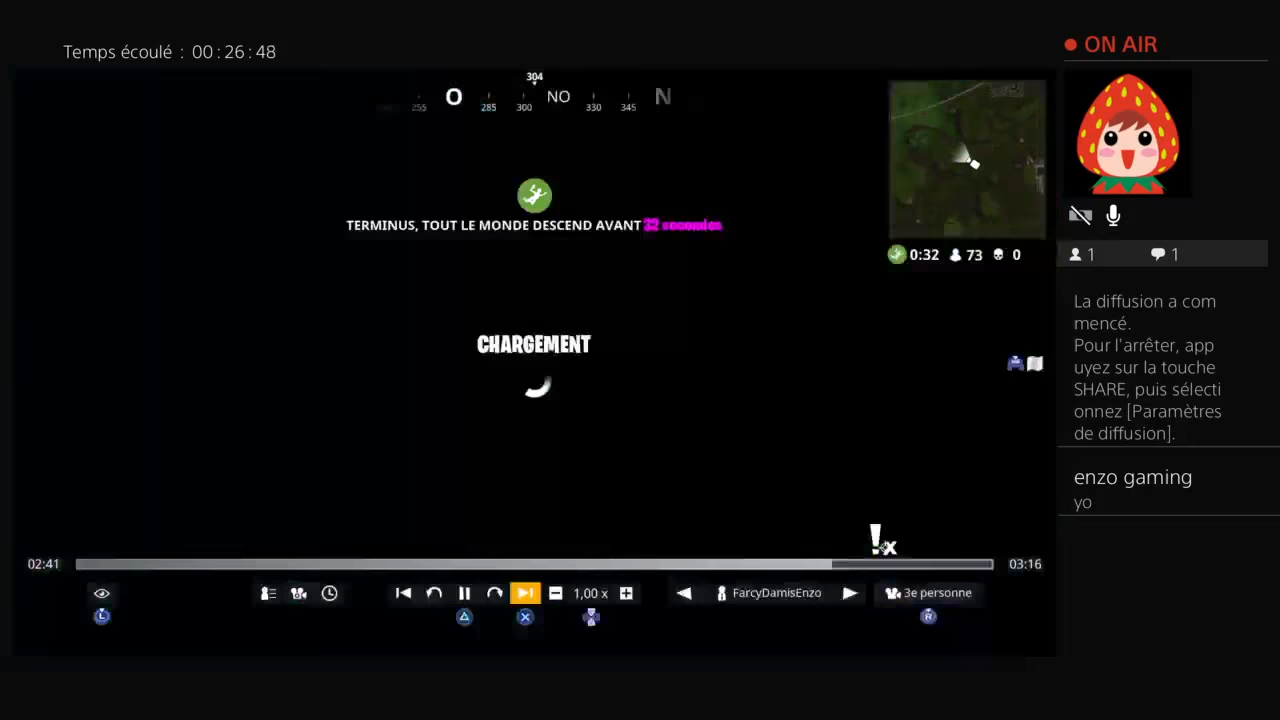 Temps écoulé : 00:26:48
ON AIR
304
255 O 285 300 NO 330 345 N
TERMINUS, TOUT LE MONDE DESCEND AVANT 32 secondes
0:32 73 0
1 1
La diffusion a com
mencé.
Pour l'arrêter, app
uyez sur la touche
SHARE, puis sélecti
onnez [Paramètres
de diffusion].
CHARGEMENT
enzo gaming
yo
!x
02:41 03:16
1,00 x FarcyDamisEnzo 3e personne
L R